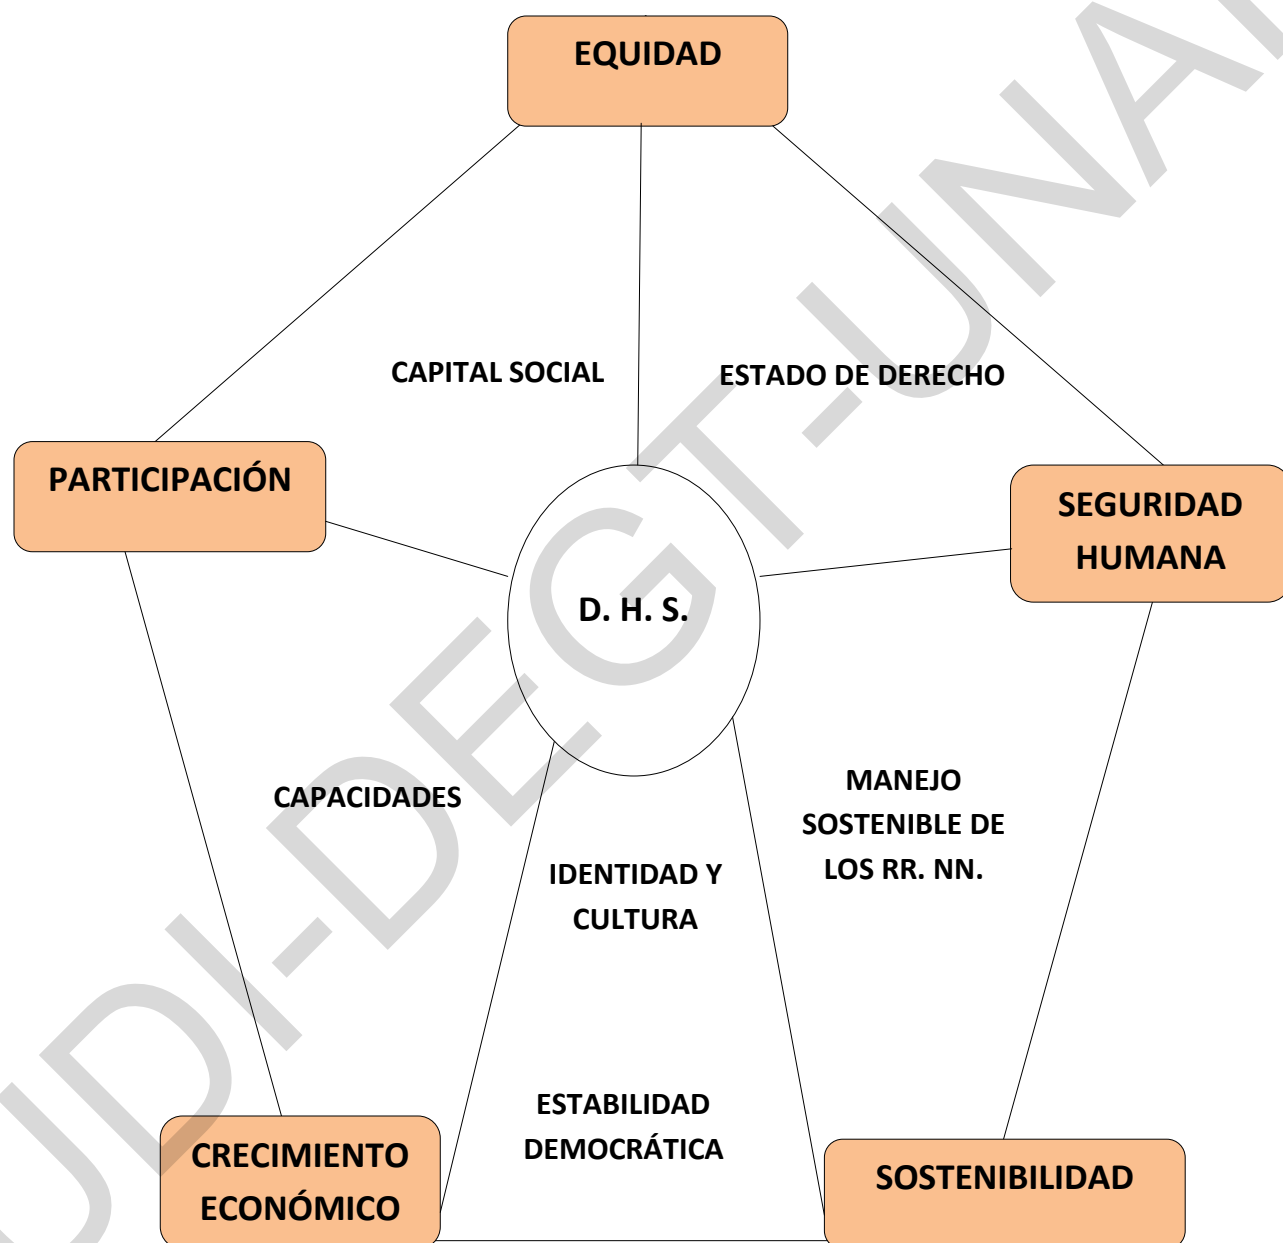 EQUIDAD
CAPITAL SOCIAL
ESTADO DE DERECHO
PARTICIPACIÓN
SEGURIDAD
HUMANA
D. H. S.
CAPACIDADES
MANEJO
SOSTENIBLE DE
LOS RR. NN.
IDENTIDAD Y
CULTURA
ESTABILIDAD
DEMOCRÁTICA
CRECIMIENTO
ECONÓMICO
SOSTENIBILIDAD
UDI-DEGT-UNA